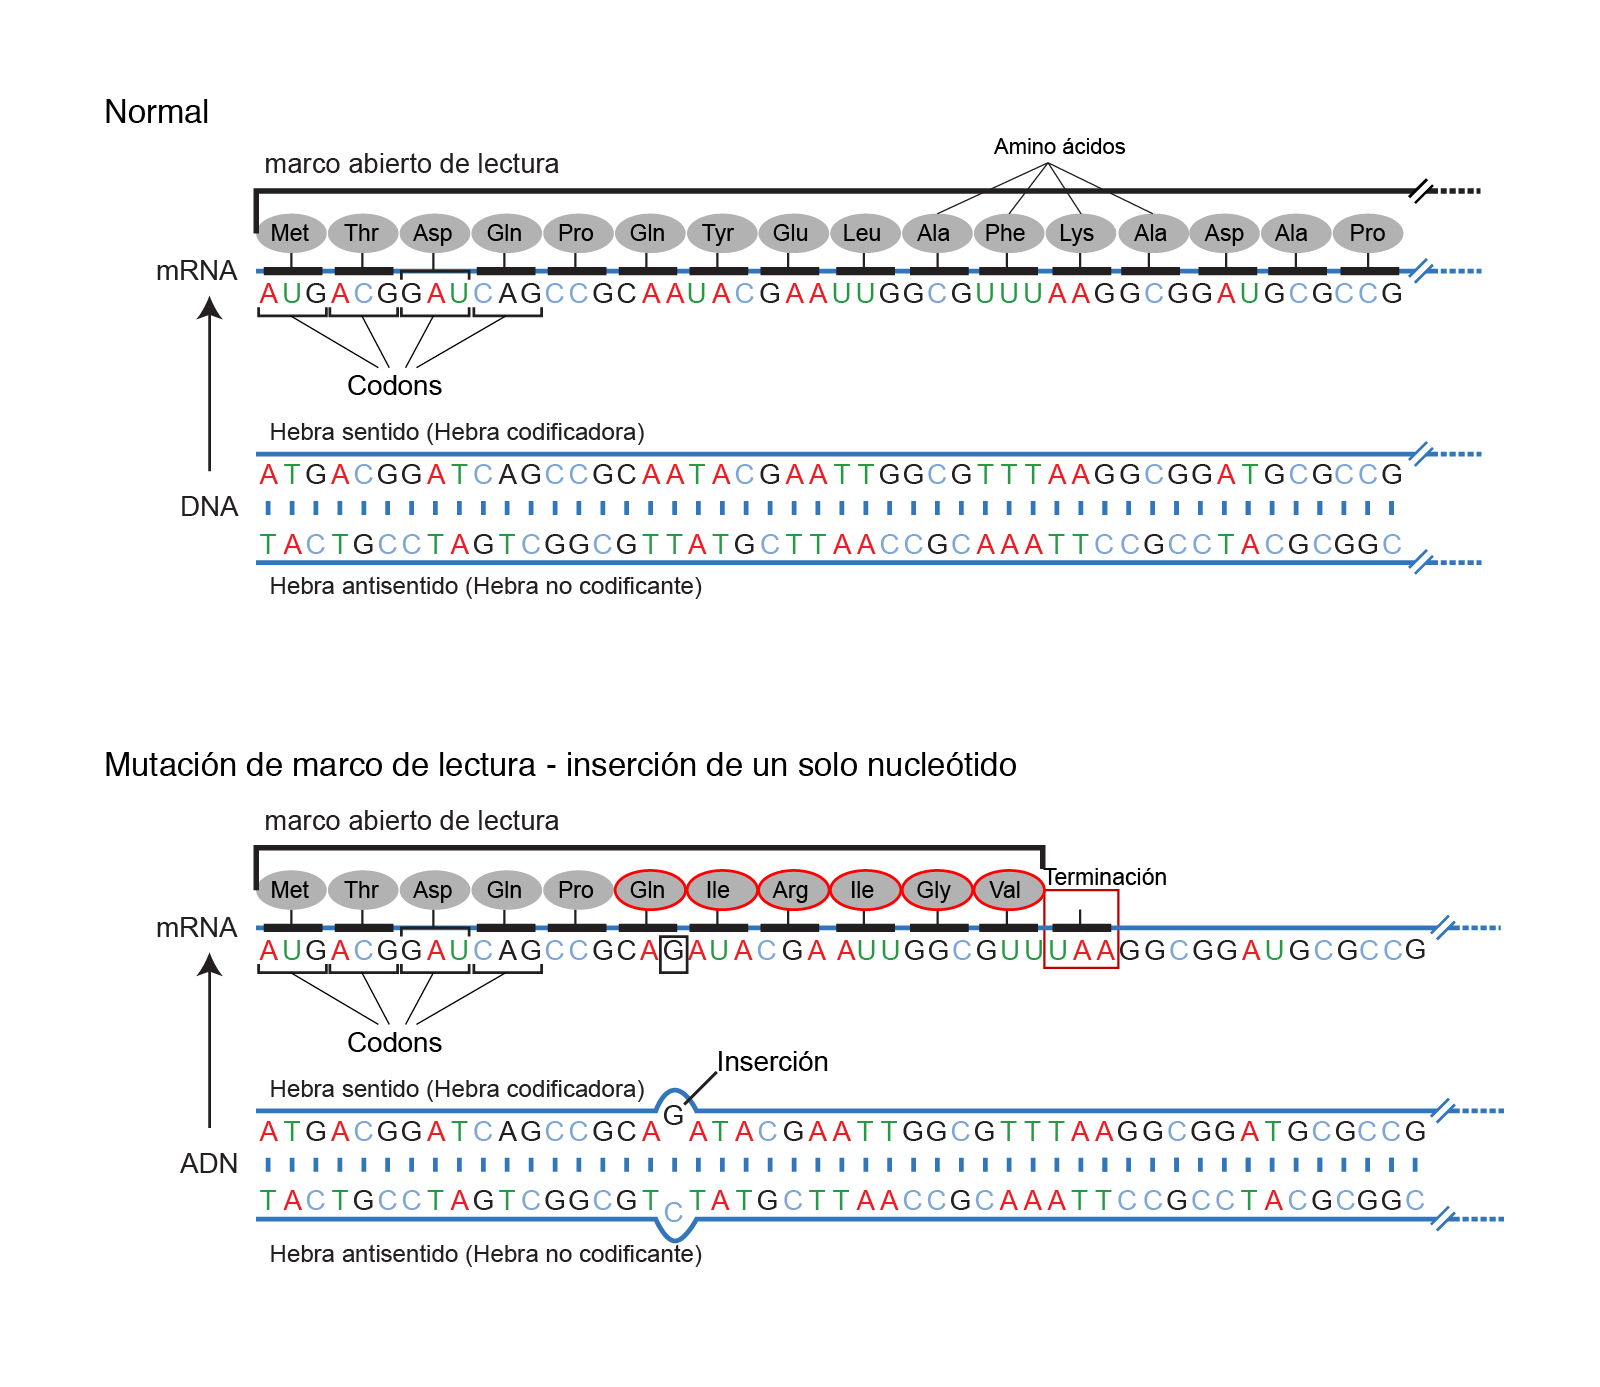 Normal
marco abierto de lectura
Amino ácidos
Met Thr Asp Gln Pro Gln Tyr Glu Leu Ala Phe Lys Ala Asp Ala Pro
mRNA
AUGACGGAUCAGCCGCAAUACGAAUUGGCGUUUAAGGCGGAUGCGCCG
Codons
Hebra sentido (Hebra codificadora)
ATGACGGATCAGCCGCAATACGAATTGGCGTTTAAGGCGGATGCGCCG
DNA
TACTGCCTAGTCGGCGTTATGCTTAACCGCAAATTCCGCCTACGCGGC
Hebra antisentido (Hebra no codificante)
Mutación de marco de lectura - inserción de un solo nucleótido
marco abierto de lectura
Met Thr Asp Gln Pro Gln Ile Arg Ile Gly Val Terminación
mRNA
AUGACGGAUCAGCCGCAGAUACGAAUUGGCGUUUAAGGCGGAUGCGCCG
Codons
Inserción
Hebra sentido (Hebra codificadora)
ATGACGGATCAGCCGCAGATACGAATTGGCGTTTAAGGCGGATGCGCCG
ADN
TACTGCCTAGTCGGCGTCTATGCTTAACCGCAAATTCCGCCTACGCGGC
Hebra antisentido (Hebra no codificante)